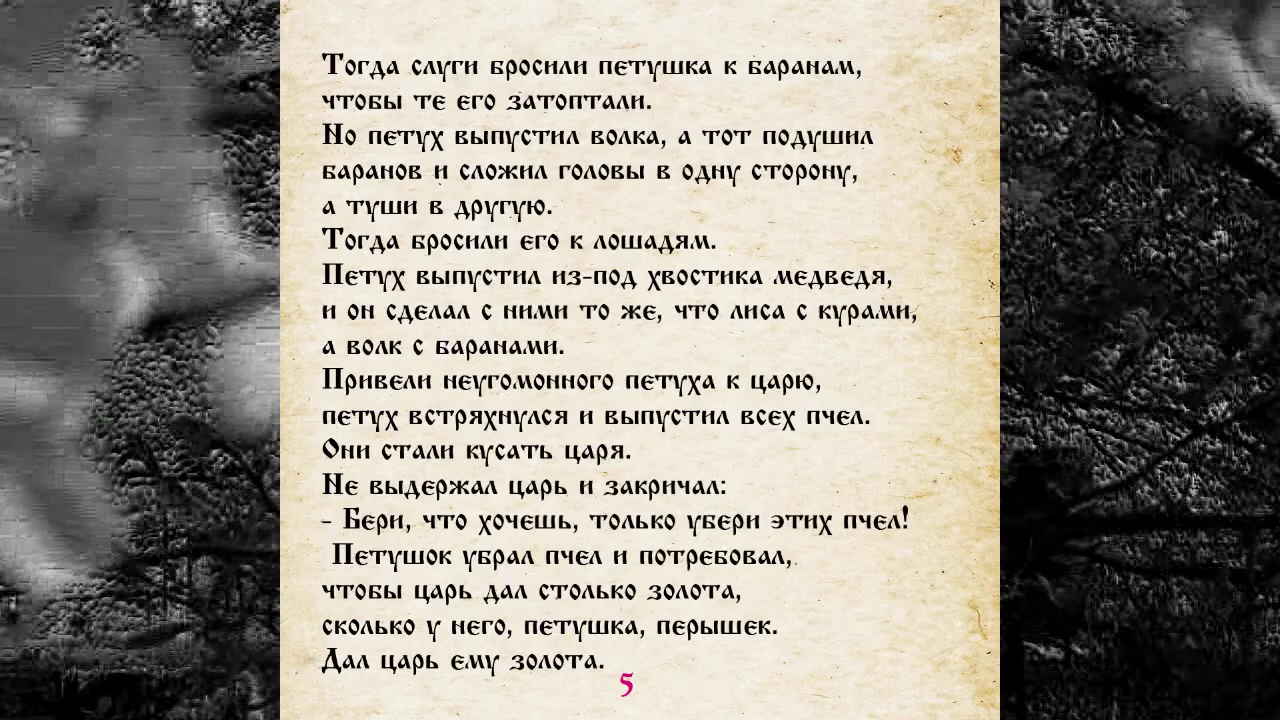 Тогда слуги бросили петушка к баранам,
чтобы те его затоптали.
Но петух выпустил волка, а тот подушил
баранов и сложил головы в одну сторону,
а туши в другую.
Тогда бросили его к лошадям.
Петух выпустил из-под хвостика медведя,
и он сделал с ними то же, что лиса с курами,
а волк с баранами.
Привели неугомонного петуха к царю,
петух встряхнулся и выпустил всех пчел.
Они стали кусать царя.
Не выдержал царь и закричал:
- Бери, что хочешь, только убери этих пчел!
Петушок убрал пчел и потребовал,
чтобы царь дал столько золота,
сколько у него, петушка, перышек.
Дал царь ему золота.
5